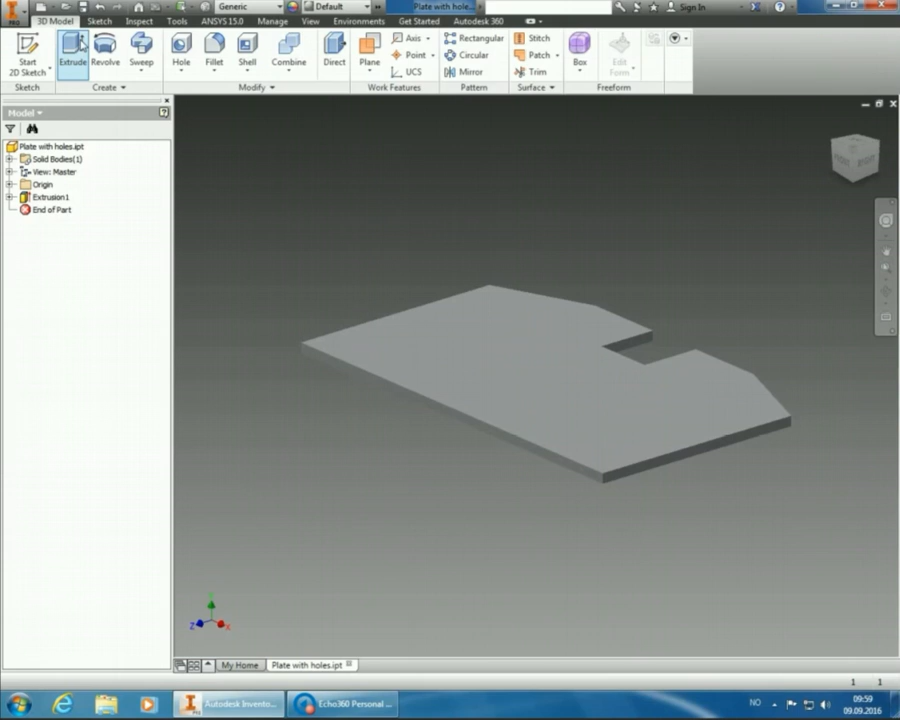 Generic
Default
Plate with hole...
Sign In
PRO
3D Model
Sketch
Inspect
Tools
ANSYS 15.0
Manage
View
Environments
Get Started
Autodesk 360
Start
2D Sketch
Extrude
Revolve
Sweep
Hole
Fillet
Shell
Combine
Direct
Plane
Axis
Point
UCS
Rectangular
Circular
Mirror
Stitch
Patch
Trim
Box
Edit
Form
Sketch
Create
Modify
Work Features
Pattern
Surface
Freeform
Model
Plate with holes.ipt
Solid Bodies(1)
View: Master
Origin
Extrusion1
End of Part
Z
X
My Home
Plate with holes.ipt
1 1
Autodesk Invento...
Echo360 Personal ...
NO
09:59
09.09.2016